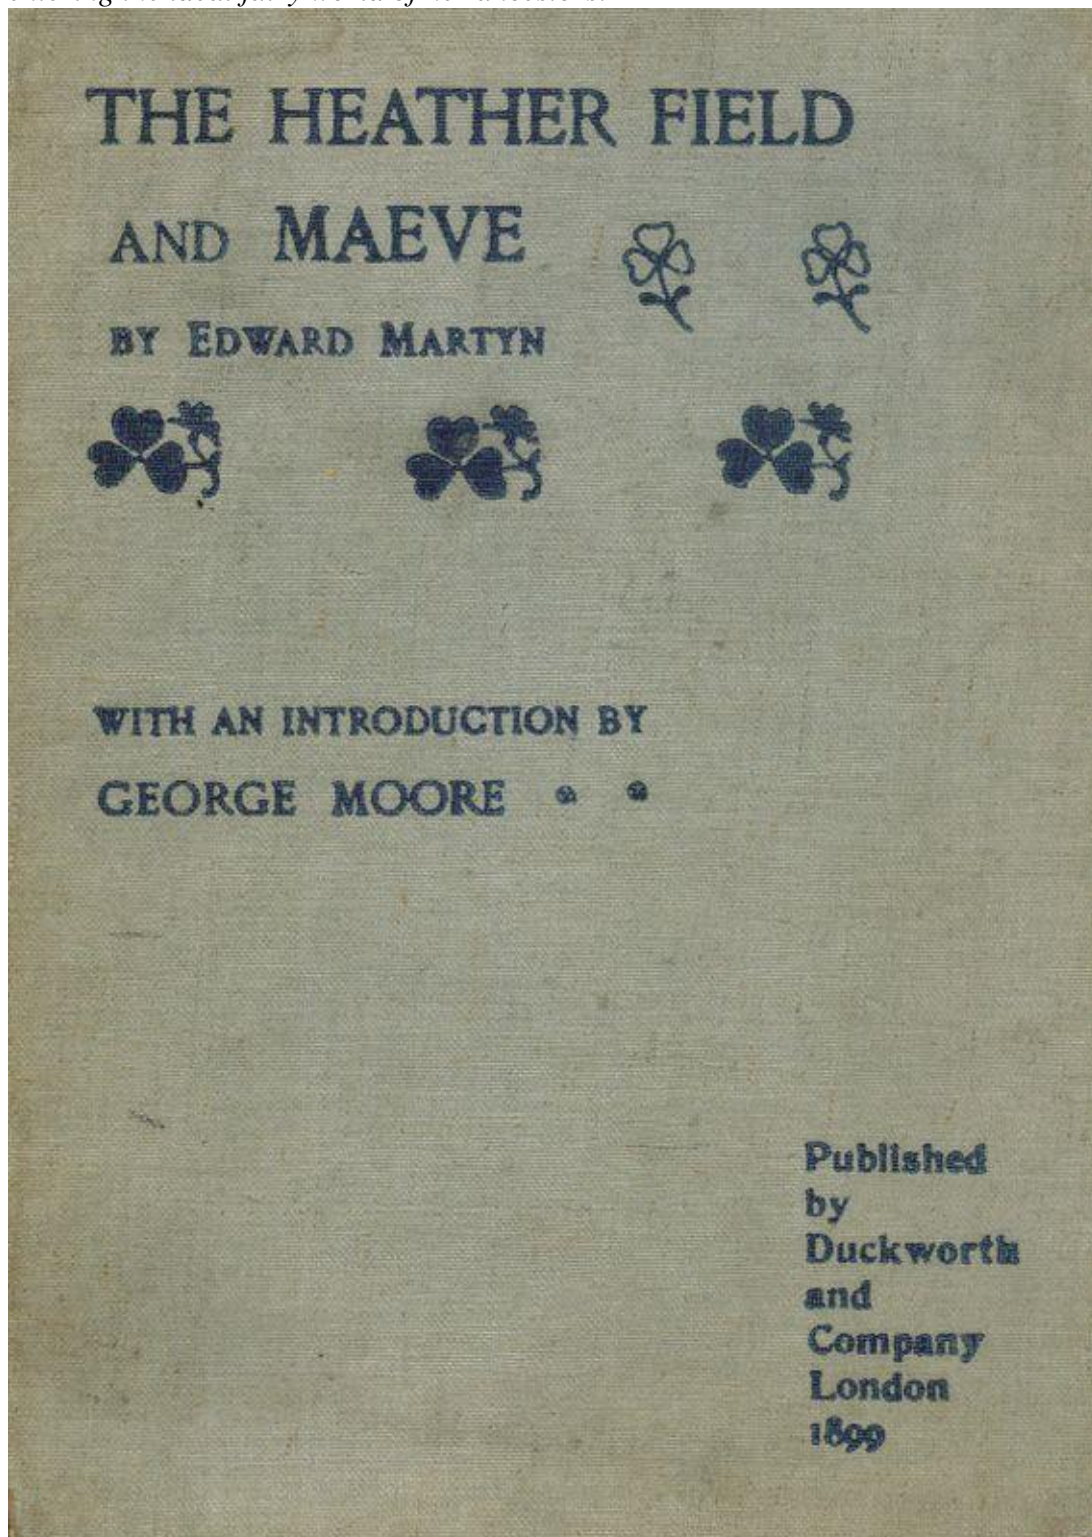 THE HEATHER FIELD
AND MAEVE
BY EDWARD MARTYN
WITH AN INTRODUCTION BY
GEORGE MOORE
Published
by
Duckworth
and
Company
London
1899